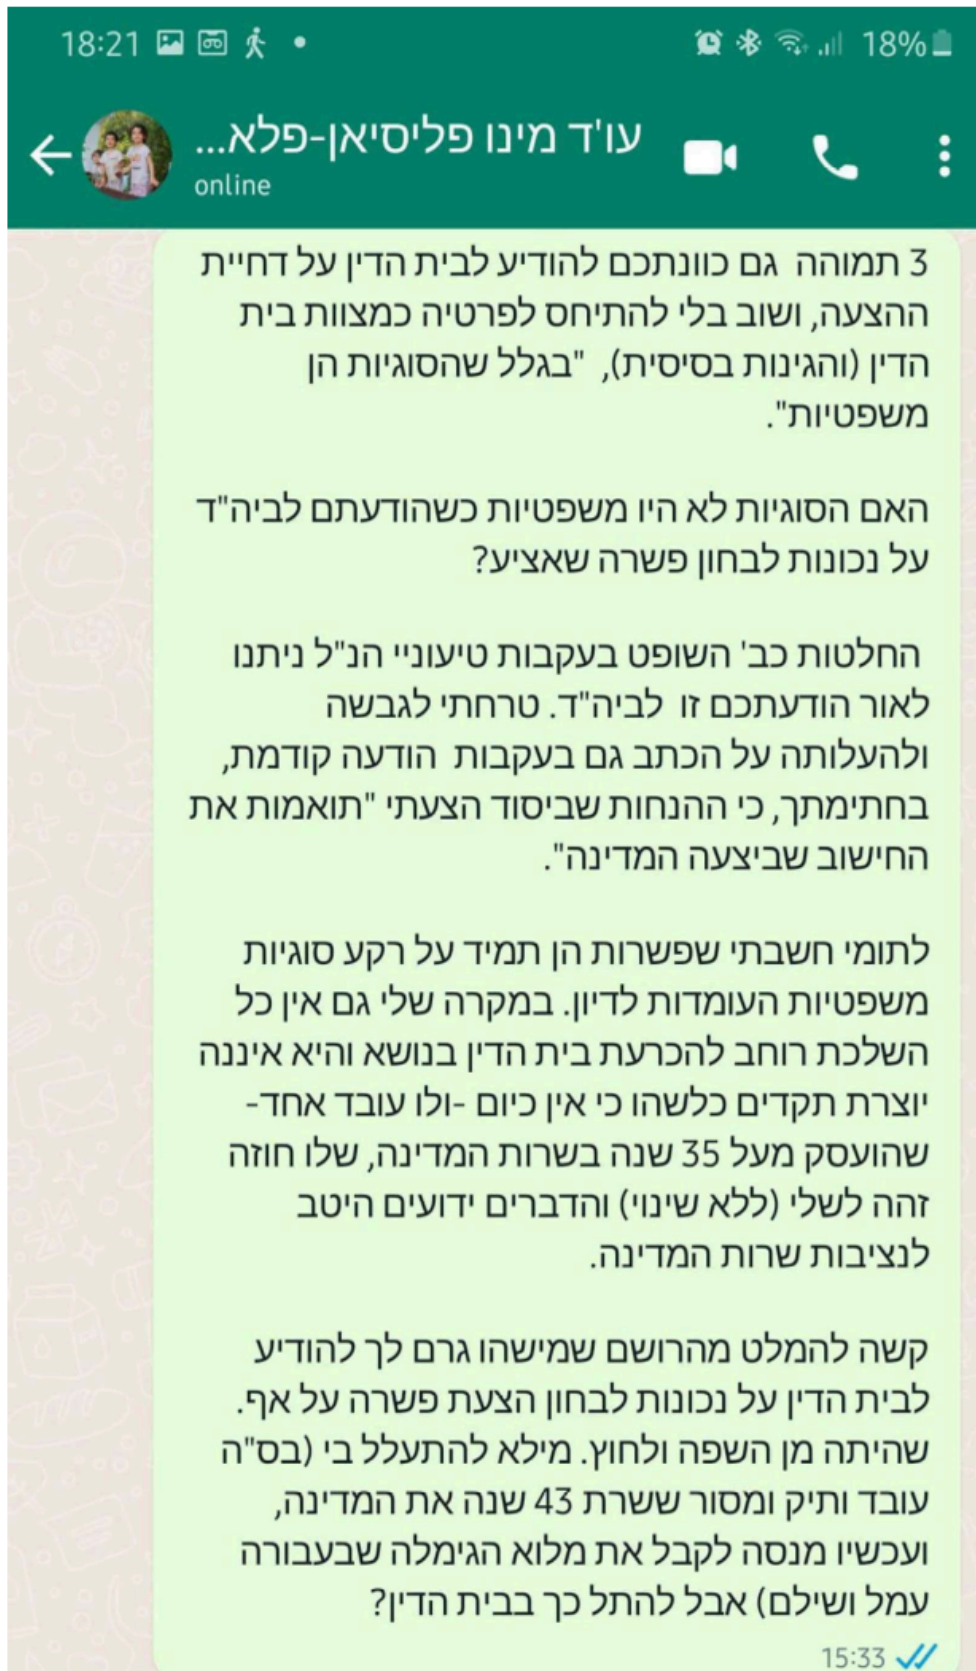 18:21
18%
עו'ד מינו פליסיאן-פלא...
online
3 תמוהה  גם כוונתכם להודיע לבית הדין על דחיית
ההצעה, ושוב בלי להתיחס לפרטיה כמצוות בית
הדין (והגינות בסיסית),  "בגלל שהסוגיות הן
משפטיות".
האם הסוגיות לא היו משפטיות כשהודעתם לביה"ד
על נכונות לבחון פשרה שאציע?
החלטות כב' השופט בעקבות טיעוניי הנ"ל ניתנו
לאור הודעתכם זו  לביה"ד. טרחתי לגבשה
ולהעלותה על הכתב גם בעקבות  הודעה קודמת,
בחתימתך, כי ההנחות שביסוד הצעתי "תואמות את
החישוב שביצעה המדינה".
לתומי חשבתי שפשרות הן תמיד על רקע סוגיות
משפטיות העומדות לדיון. במקרה שלי גם אין כל
השלכת רוחב להכרעת בית הדין בנושא והיא איננה
יוצרת תקדים כלשהו כי אין כיום -ולו עובד אחד-
שהועסק מעל 35 שנה בשרות המדינה, שלו חוזה
זהה לשלי (ללא שינוי) והדברים ידועים היטב
לנציבות שרות המדינה.
קשה להמלט מהרושם שמישהו גרם לך להודיע
לבית הדין על נכונות לבחון הצעת פשרה על אף.
שהיתה מן השפה ולחוץ. מילא להתעלל בי (בס"ה
עובד ותיק ומסור ששרת 43 שנה את המדינה,
ועכשיו מנסה לקבל את מלוא הגימלה שבעבורה
עמל ושילם) אבל להתל כך בבית הדין?
15:33